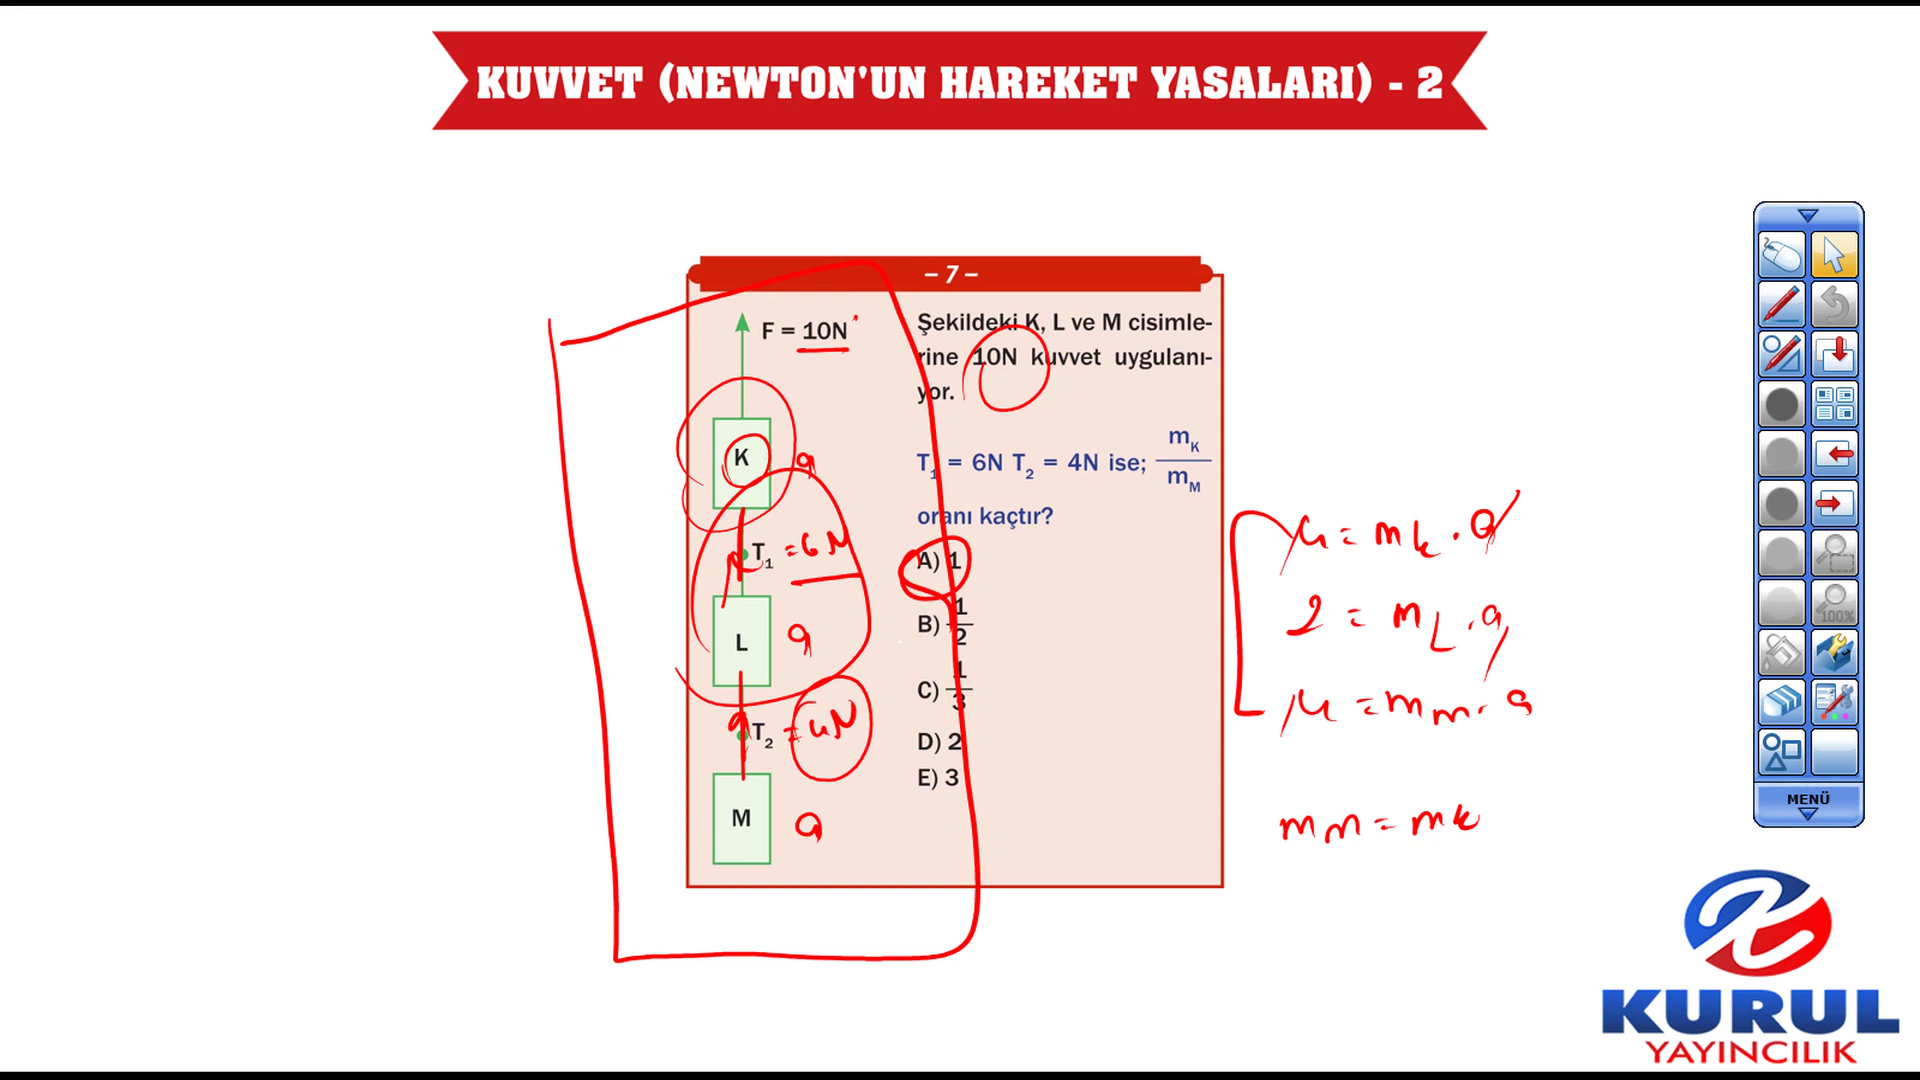 KUVVET (NEWTON'UN HAREKET YASALARI) - 2
– 7 –
F = 10N
K
a
T1 = 6N
L
a
T2 = 4N
M
a
Şekildeki K, L ve M cisimle-
rine 10N kuvvet uygulanı-
yor.
T1 = 6N T2 = 4N ise; mK/mM
oranı kaçtır?
A) 1
B) 1/2
C) 1/3
D) 2
E) 3
4 = mK . a
2 = mL . a
4 = mM . a
mM = mK
100%
MENÜ
KURUL
YAYINCILIK